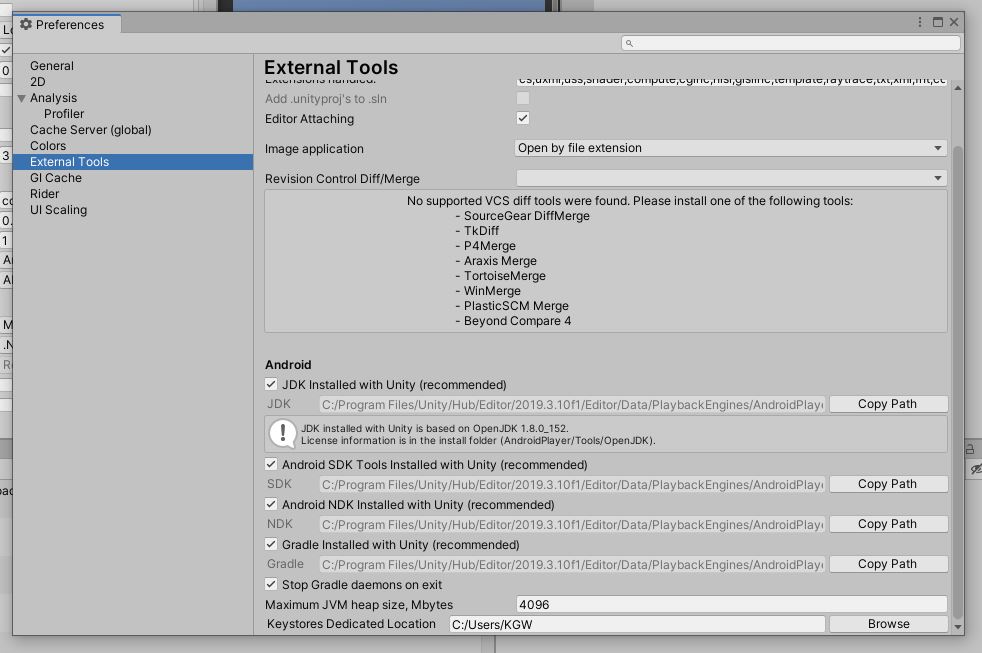 Preferences
General
2D
Analysis
Profiler
Cache Server (global)
Colors
External Tools
GI Cache
Rider
UI Scaling
External Tools
Extensions handled:
cs,uxml,uss,shader,compute,cginc,hlsl,glslinc,template,raytrace,txt,xml,fnt,cd
Add .unityproj's to .sln
Editor Attaching
Image application
Open by file extension
Revision Control Diff/Merge
No supported VCS diff tools were found. Please install one of the following tools:
- SourceGear DiffMerge
- TkDiff
- P4Merge
- Araxis Merge
- TortoiseMerge
- WinMerge
- PlasticSCM Merge
- Beyond Compare 4
Android
JDK Installed with Unity (recommended)
JDK C:/Program Files/Unity/Hub/Editor/2019.3.10f1/Editor/Data/PlaybackEngines/AndroidPlaye Copy Path
JDK installed with Unity is based on OpenJDK 1.8.0_152.
License information is in the install folder (AndroidPlayer/Tools/OpenJDK).
Android SDK Tools Installed with Unity (recommended)
SDK C:/Program Files/Unity/Hub/Editor/2019.3.10f1/Editor/Data/PlaybackEngines/AndroidPlaye Copy Path
Android NDK Installed with Unity (recommended)
NDK C:/Program Files/Unity/Hub/Editor/2019.3.10f1/Editor/Data/PlaybackEngines/AndroidPlaye Copy Path
Gradle Installed with Unity (recommended)
Gradle C:/Program Files/Unity/Hub/Editor/2019.3.10f1/Editor/Data/PlaybackEngines/AndroidPlaye Copy Path
Stop Gradle daemons on exit
Maximum JVM heap size, Mbytes 4096
Keystores Dedicated Location C:/Users/KGW Browse